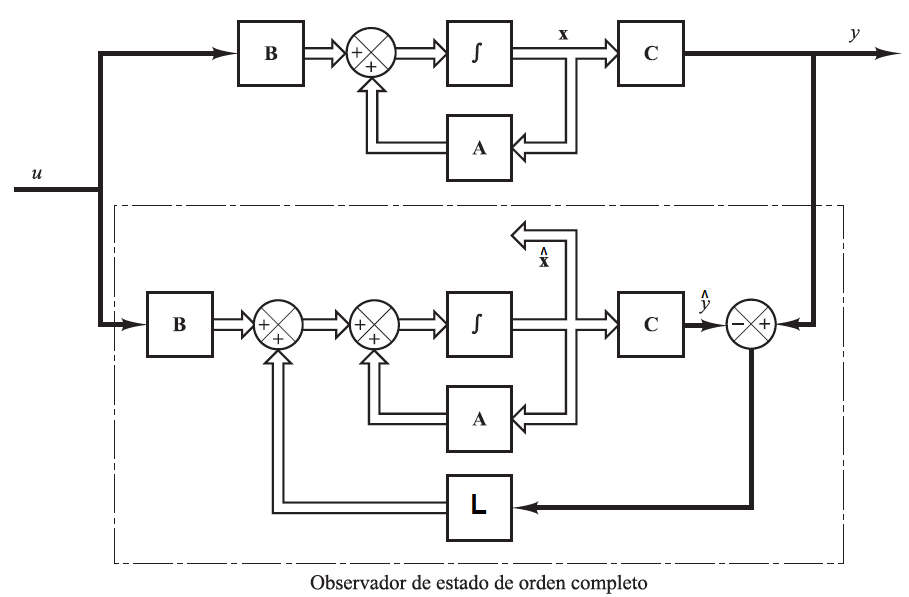 x
y
B
+
+
∫
C
A
u
x̂
ŷ
B
+
+
+
+
∫
C
−
+
A
L
Observador de estado de orden completo